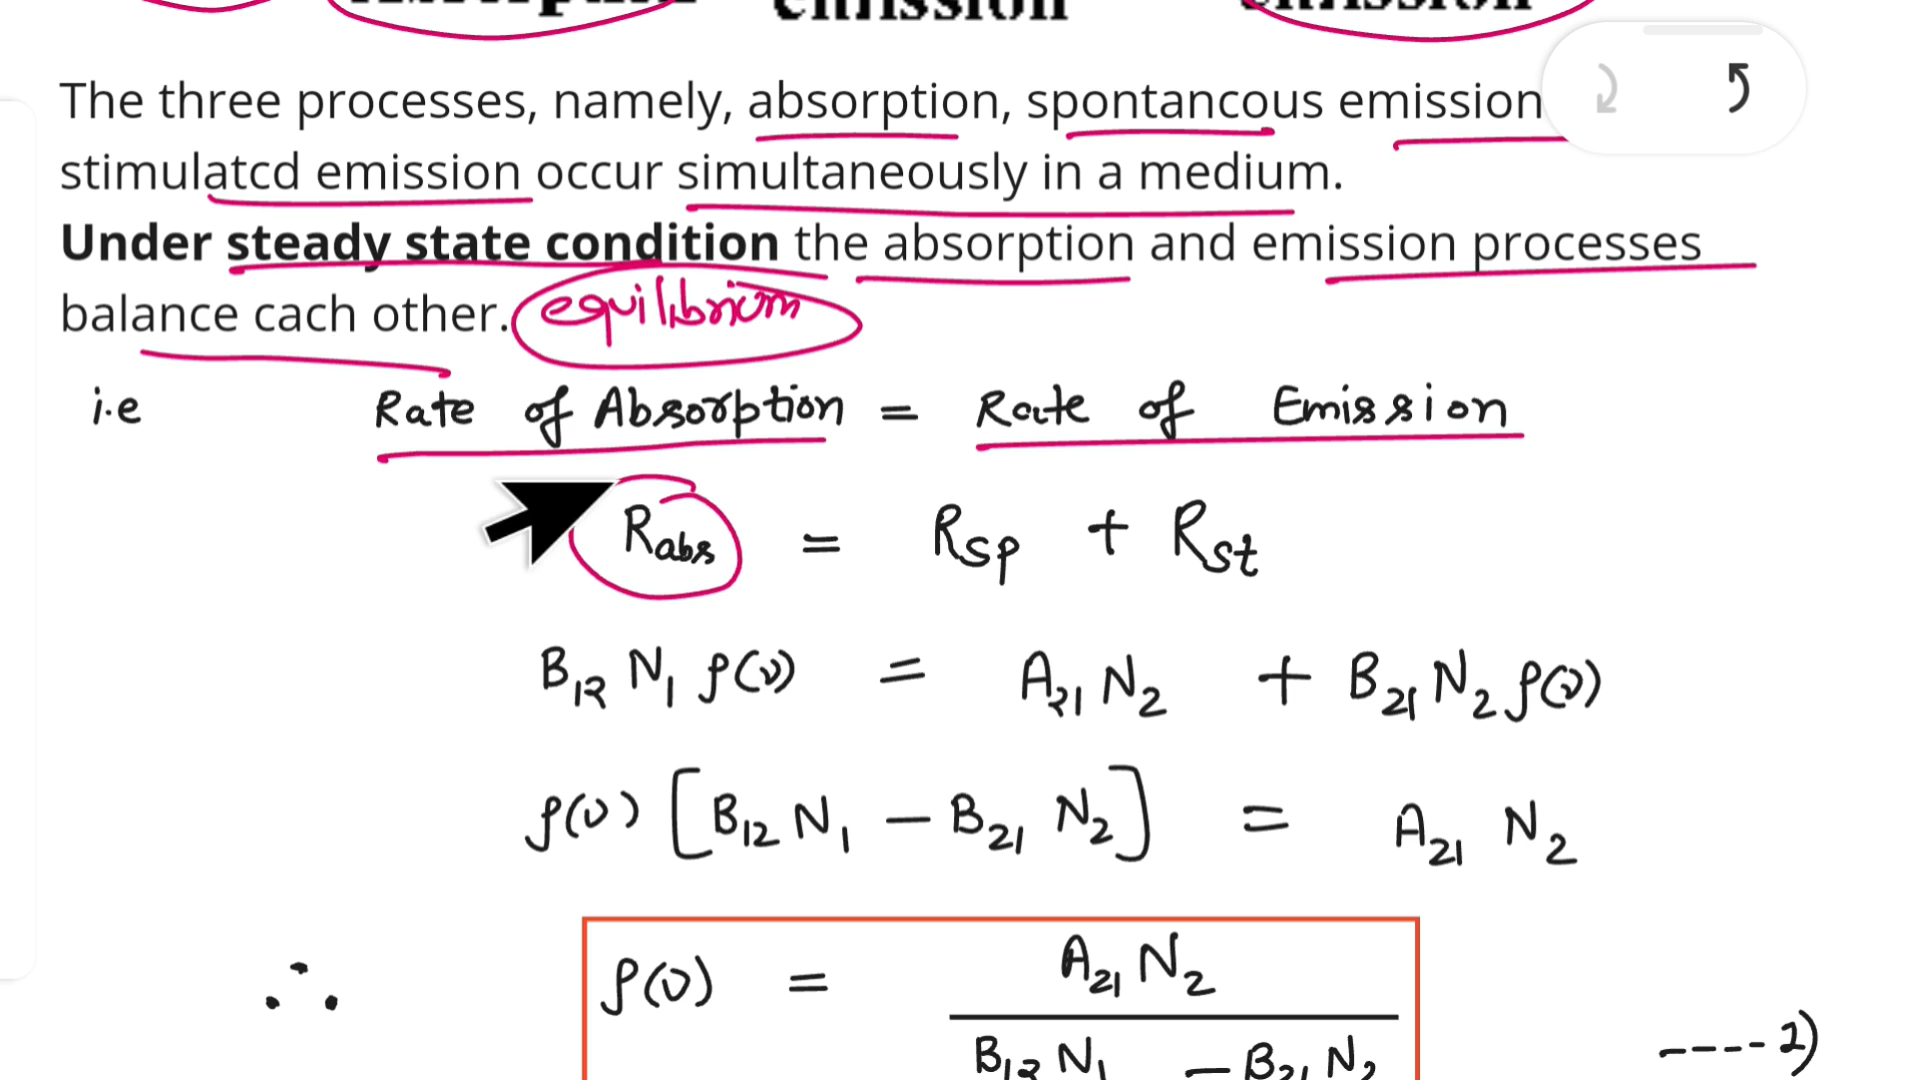 emission
The three processes, namely, absorption, spontancous emission
stimulatcd emission occur simultaneously in a medium.
Under steady state condition the absorption and emission processes
balance cach other. equilibrium
i.e Rate of Absorption = Rate of Emission
Rabs = Rsp + Rst
B12 N1 ρ(ν) = A21 N2 + B21 N2 ρ(ν)
ρ(ν) [B12 N1 − B21 N2] = A21 N2
∴ ρ(ν) = A21 N2
B12 N1 − B21 N2 ----2)